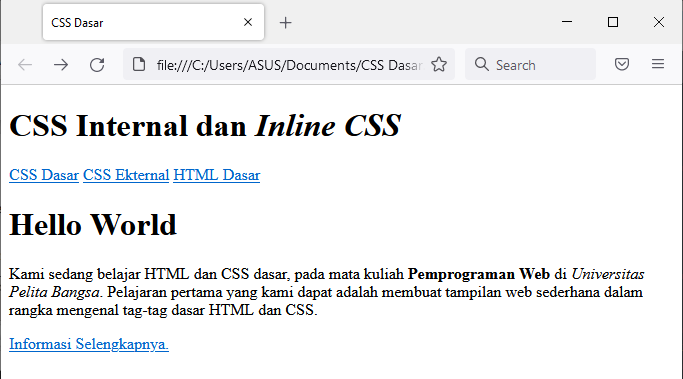 CSS Dasar
file:///C:/Users/ASUS/Documents/CSS Dasar
Search
CSS Internal dan Inline CSS
CSS Dasar CSS Ekternal HTML Dasar
Hello World
Kami sedang belajar HTML dan CSS dasar, pada mata kuliah Pemprograman Web di Universitas
Pelita Bangsa. Pelajaran pertama yang kami dapat adalah membuat tampilan web sederhana dalam
rangka mengenal tag-tag dasar HTML dan CSS.
Informasi Selengkapnya.